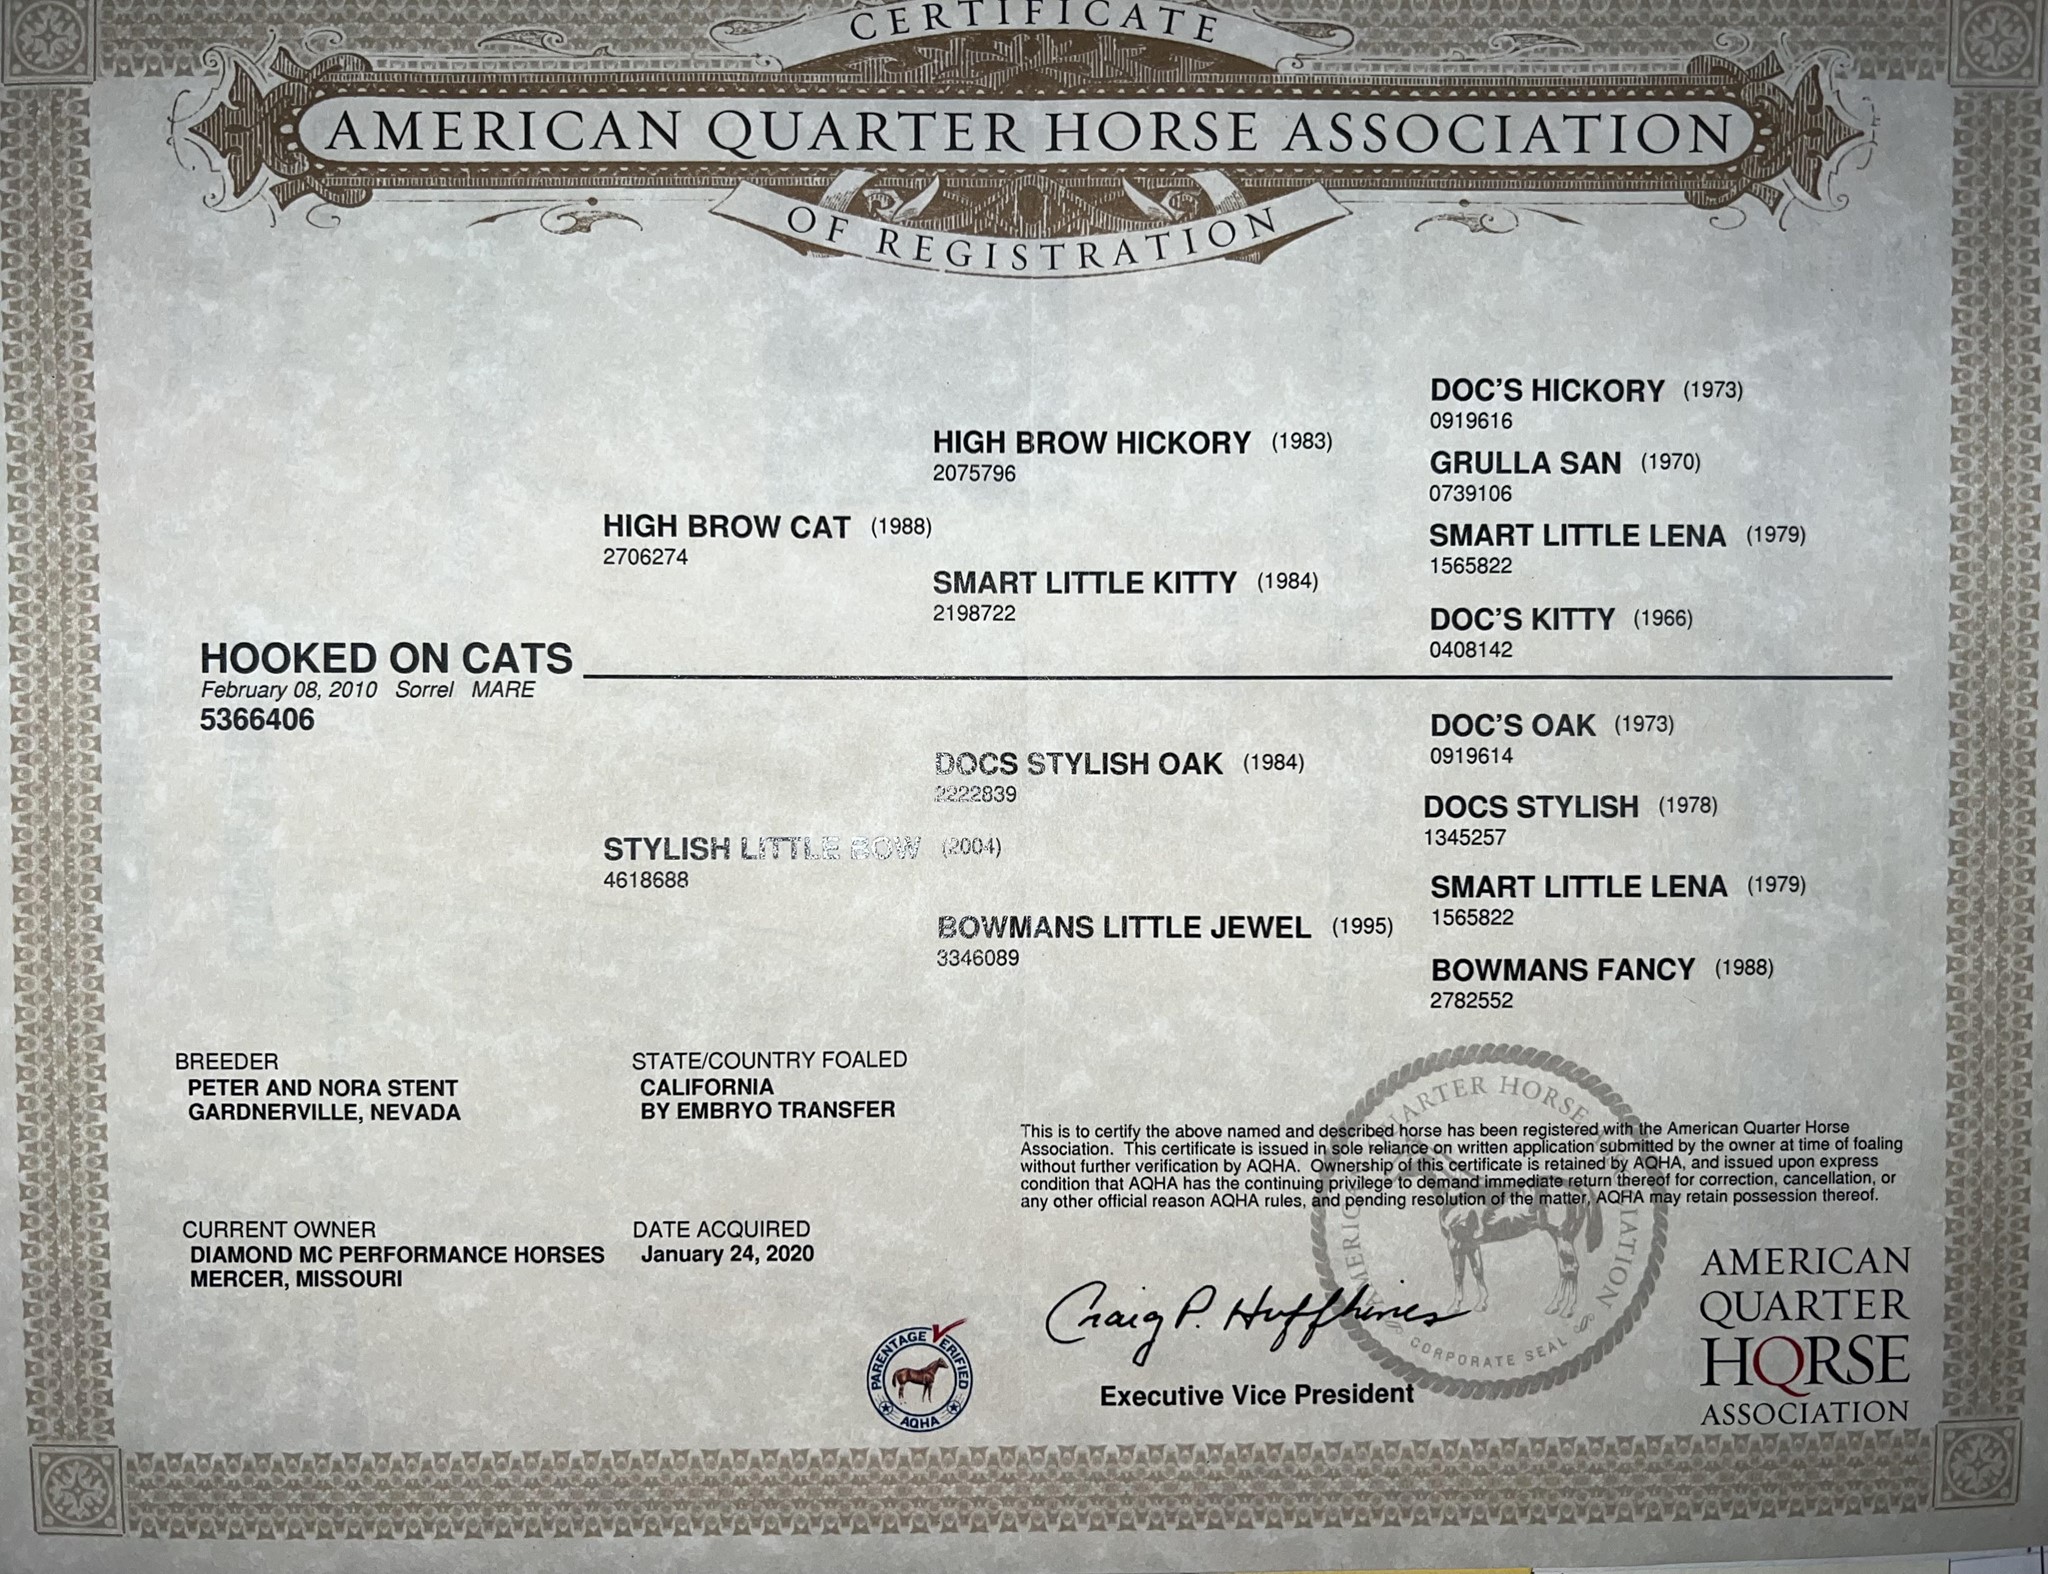 CERTIFICATE
AMERICAN QUARTER HORSE ASSOCIATION
OF REGISTRATION
DOC'S HICKORY (1973)
0919616
HIGH BROW HICKORY (1983)
2075796
GRULLA SAN (1970)
0739106
HIGH BROW CAT (1988)
2706274
SMART LITTLE LENA (1979)
1565822
SMART LITTLE KITTY (1984)
2198722
DOC'S KITTY (1966)
0408142
HOOKED ON CATS
February 08, 2010 Sorrel MARE
5366406
DOC'S OAK (1973)
0919614
DOCS STYLISH OAK (1984)
2222839
DOCS STYLISH (1978)
1345257
STYLISH LITTLE BOW (2004)
4618688
SMART LITTLE LENA (1979)
1565822
BOWMANS LITTLE JEWEL (1995)
3346089
BOWMANS FANCY (1988)
2782552
BREEDER
PETER AND NORA STENT
GARDNERVILLE, NEVADA
STATE/COUNTRY FOALED
CALIFORNIA
BY EMBRYO TRANSFER
This is to certify the above named and described horse has been registered with the American Quarter Horse
Association. This certificate is issued in sole reliance on written application submitted by the owner at time of foaling
without further verification by AQHA. Ownership of this certificate is retained by AQHA, and issued upon express
condition that AQHA has the continuing privilege to demand immediate return thereof for correction, cancellation, or
any other official reason AQHA rules, and pending resolution of the matter, AQHA may retain possession thereof.
CURRENT OWNER
DIAMOND MC PERFORMANCE HORSES
MERCER, MISSOURI
DATE ACQUIRED
January 24, 2020
PARENTAGE VERIFIED
AQHA
Craig P. Huffhines
Executive Vice President
AMERICAN QUARTER HORSE ASSOCIATION
CORPORATE SEAL
AMERICAN
QUARTER
HORSE
ASSOCIATION